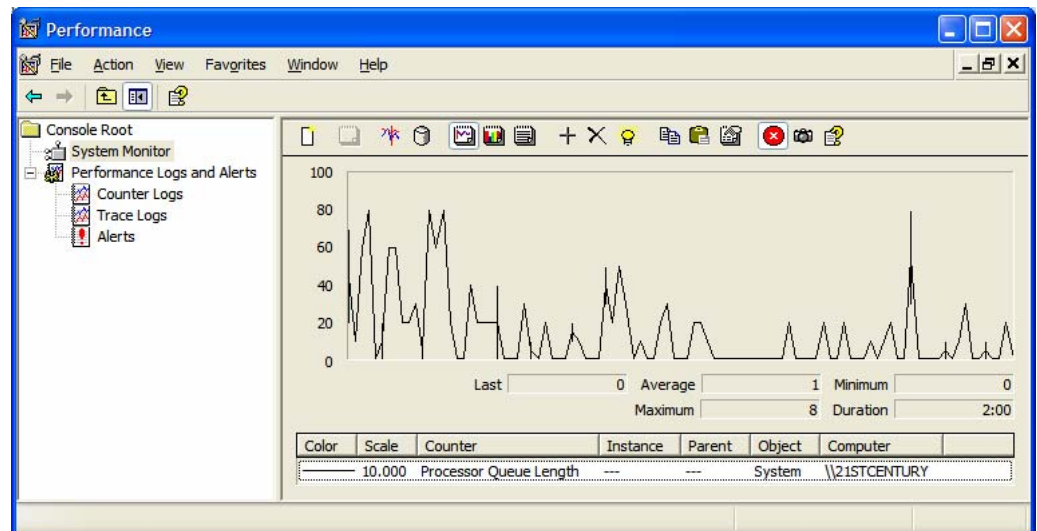 Performance
File Action View Favorites Window Help
Console Root
System Monitor
Performance Logs and Alerts
Counter Logs
Trace Logs
Alerts
100
80
60
40
20
0
Last 0 Average 1 Minimum 0
Maximum 8 Duration 2:00
Color Scale Counter Instance Parent Object Computer
10.000 Processor Queue Length --- --- System \\21STCENTURY